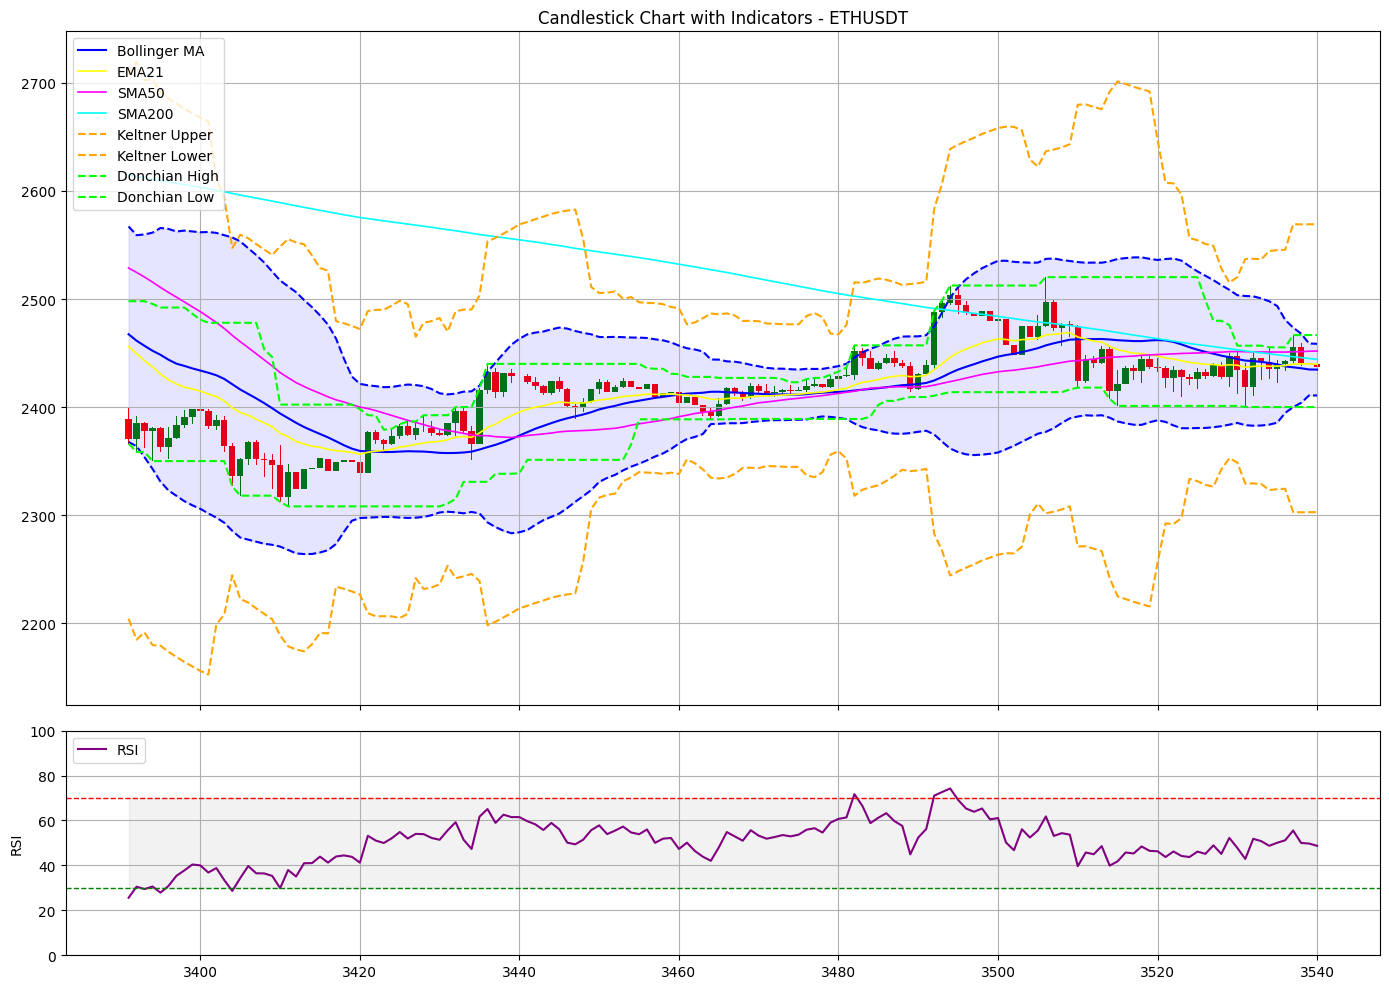 Candlestick Chart with Indicators - ETHUSDT
Bollinger MA
EMA21
SMA50
SMA200
Keltner Upper
Keltner Lower
Donchian High
Donchian Low
2700
2600
2500
2400
2300
2200
RSI
100
80
60
40
20
0
RSI
3400
3420
3440
3460
3480
3500
3520
3540